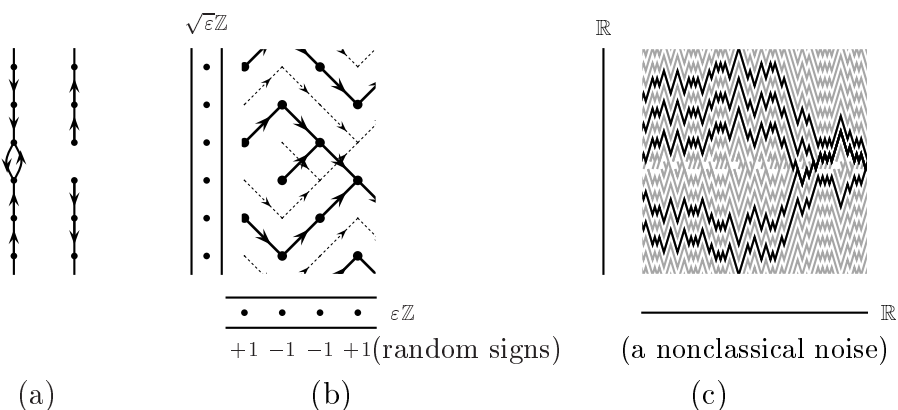 √εℤ
ℝ
εℤ
ℝ
+1 −1 −1 +1 (random signs)
(a nonclassical noise)
(a)
(b)
(c)